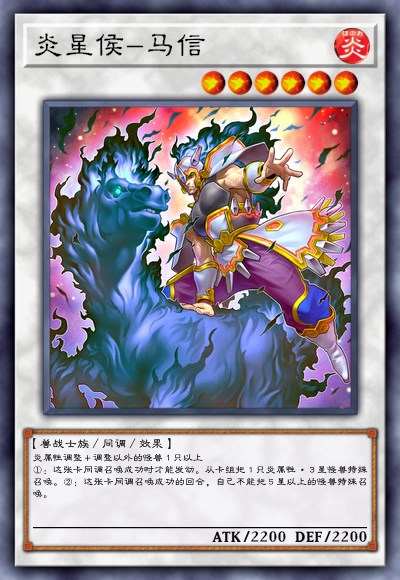 炎星侯-马信
ほのお
炎
【兽战士族／同调／效果】
炎属性调整＋调整以外的怪兽1只以上
①：这张卡同调召唤成功时才能发动。从卡组把1只炎属性・3星怪兽特殊
召唤。②：这张卡同调召唤成功的回合，自己不能把5星以上的怪兽特殊召
唤。
ATK/2200 DEF/2200